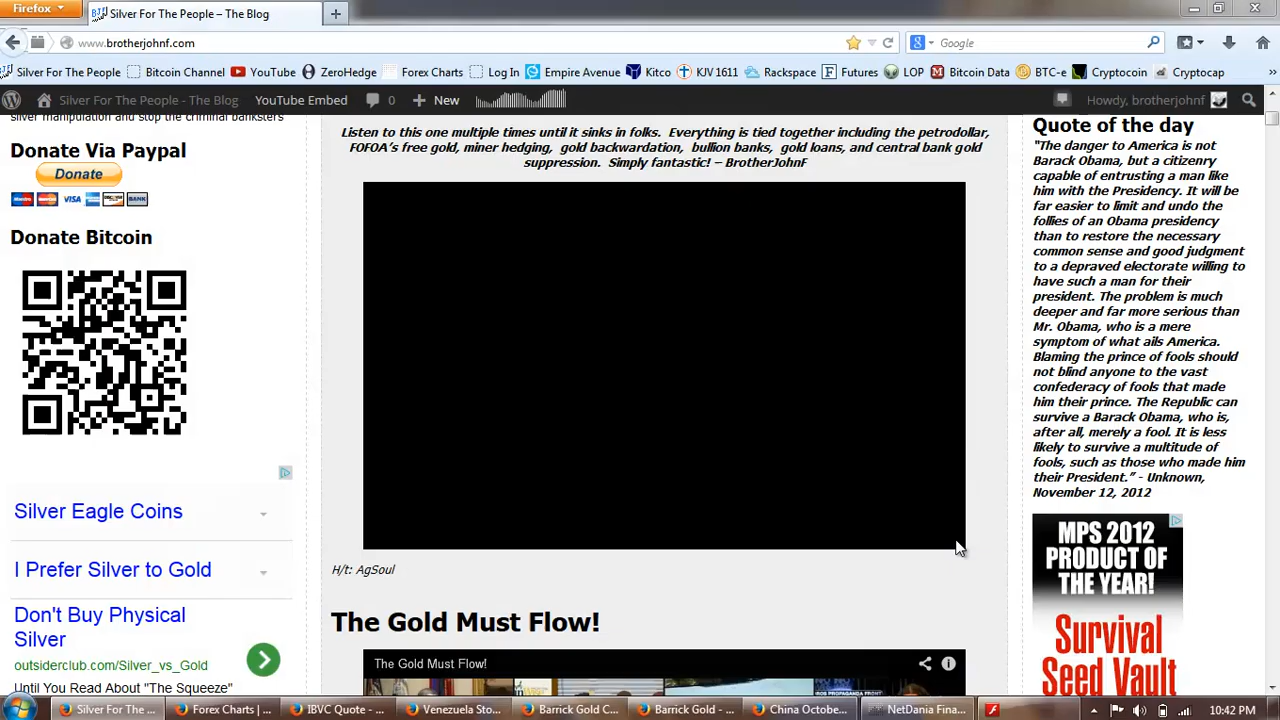 Firefox
Silver For The People – The Blog
www.brotherjohnf.com
Google
Silver For The People
Bitcoin Channel
YouTube
ZeroHedge
Forex Charts
Log In
Empire Avenue
Kitco
KJV 1611
Rackspace
Futures
LOP
Bitcoin Data
BTC-e
Cryptocoin
Cryptocap
»
Silver For The People - The Blog
YouTube Embed
0
New
Howdy, brotherjohnf
silver manipulation and stop the criminal banksters
Donate Via Paypal
Donate
VISA
BANK
Donate Bitcoin
Silver Eagle Coins
I Prefer Silver to Gold
Don't Buy Physical
Silver
outsiderclub.com/Silver_vs_Gold
Until You Read About "The Squeeze"
Listen to this one multiple times until it sinks in folks. Everything is tied together including the petrodollar,
FOFOA's free gold, miner hedging, gold backwardation, bullion banks, gold loans, and central bank gold
suppression. Simply fantastic! – BrotherJohnF
H/t: AgSoul
The Gold Must Flow!
The Gold Must Flow!
Quote of the day
"The danger to America is not
Barack Obama, but a citizenry
capable of entrusting a man like
him with the Presidency. It will be
far easier to limit and undo the
follies of an Obama presidency
than to restore the necessary
common sense and good judgment
to a depraved electorate willing to
have such a man for their
president. The problem is much
deeper and far more serious than
Mr. Obama, who is a mere
symptom of what ails America.
Blaming the prince of fools should
not blind anyone to the vast
confederacy of fools that made
him their prince. The Republic can
survive a Barack Obama, who is,
after all, merely a fool. It is less
likely to survive a multitude of
fools, such as those who made him
their President." - Unknown,
November 12, 2012
MPS 2012
PRODUCT OF
THE YEAR!
Survival
Seed Vault
Silver For The ...
Forex Charts | ...
IBVC Quote - ...
Venezuela Sto...
Barrick Gold C...
Barrick Gold - ...
China Octobe...
NetDania Fina...
10:42 PM